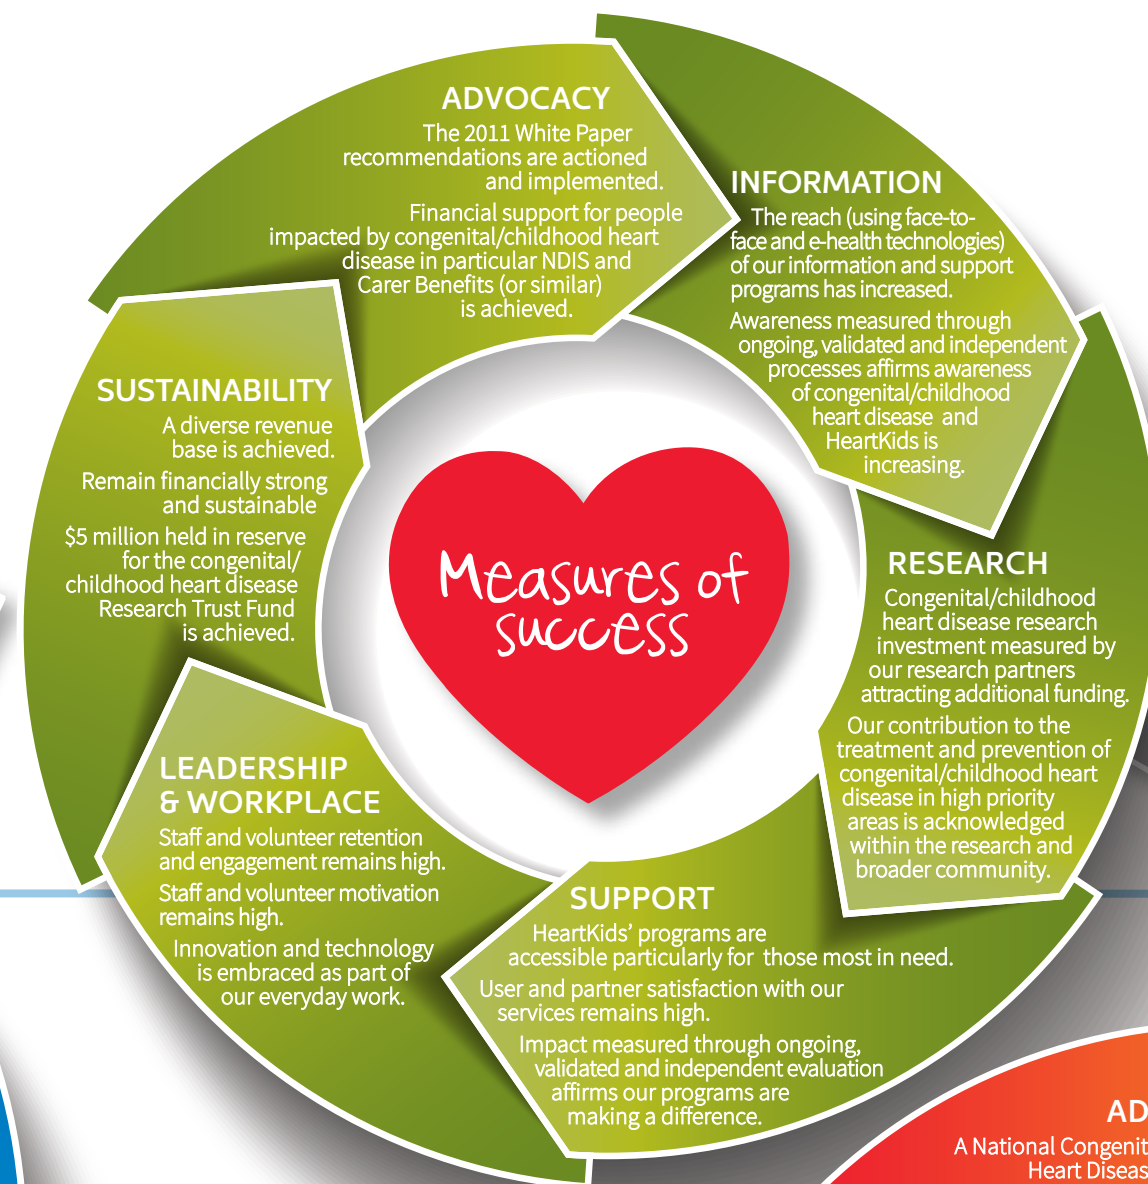 ADVOCACY
The 2011 White Paper
recommendations are actioned
and implemented.
Financial support for people
impacted by congenital/childhood heart
disease in particular NDIS and
Carer Benefits (or similar)
is achieved.
INFORMATION
The reach (using face-to-
face and e-health technologies)
of our information and support
programs has increased.
Awareness measured through
ongoing, validated and independent
processes affirms awareness
of congenital/childhood
heart disease and
HeartKids is
increasing.
RESEARCH
Congenital/childhood
heart disease research
investment measured by
our research partners
attracting additional funding.
Our contribution to the
treatment and prevention of
congenital/childhood heart
disease in high priority
areas is acknowledged
within the research and
broader community.
SUPPORT
HeartKids’ programs are
accessible particularly for those most in need.
User and partner satisfaction with our
services remains high.
Impact measured through ongoing,
validated and independent evaluation
affirms our programs are
making a difference.
LEADERSHIP
& WORKPLACE
Staff and volunteer retention
and engagement remains high.
Staff and volunteer motivation
remains high.
Innovation and technology
is embraced as part of
our everyday work.
SUSTAINABILITY
A diverse revenue
base is achieved.
Remain financially strong
and sustainable
$5 million held in reserve
for the congenital/
childhood heart disease
Research Trust Fund
is achieved.
Measures of
success
AD
A National Congenit
Heart Diseas